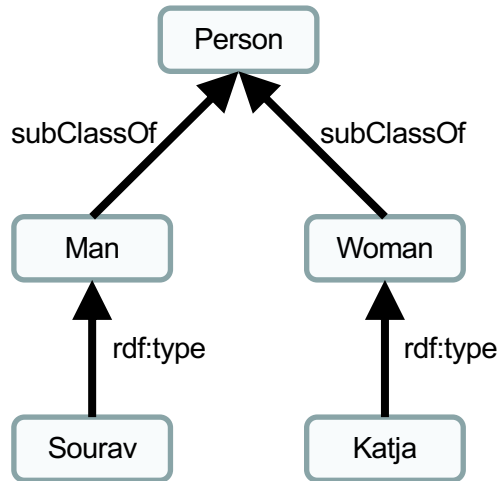 Person
subClassOf
subClassOf
Man
Woman
rdf:type
rdf:type
Sourav
Katja